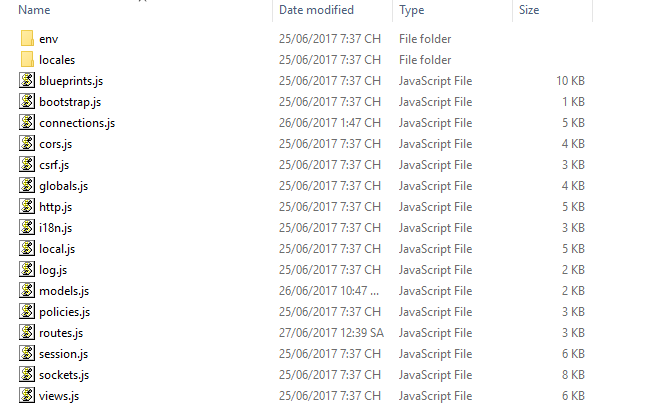 Name Date modified Type Size
env 25/06/2017 7:37 CH File folder
locales 25/06/2017 7:37 CH File folder
blueprints.js 25/06/2017 7:37 CH JavaScript File 10 KB
bootstrap.js 25/06/2017 7:37 CH JavaScript File 1 KB
connections.js 26/06/2017 1:47 CH JavaScript File 5 KB
cors.js 25/06/2017 7:37 CH JavaScript File 4 KB
csrf.js 25/06/2017 7:37 CH JavaScript File 3 KB
globals.js 25/06/2017 7:37 CH JavaScript File 4 KB
http.js 25/06/2017 7:37 CH JavaScript File 5 KB
i18n.js 25/06/2017 7:37 CH JavaScript File 3 KB
local.js 25/06/2017 7:37 CH JavaScript File 5 KB
log.js 25/06/2017 7:37 CH JavaScript File 2 KB
models.js 26/06/2017 10:47 ... JavaScript File 2 KB
policies.js 25/06/2017 7:37 CH JavaScript File 3 KB
routes.js 27/06/2017 12:39 SA JavaScript File 3 KB
session.js 25/06/2017 7:37 CH JavaScript File 6 KB
sockets.js 25/06/2017 7:37 CH JavaScript File 8 KB
views.js 25/06/2017 7:37 CH JavaScript File 6 KB